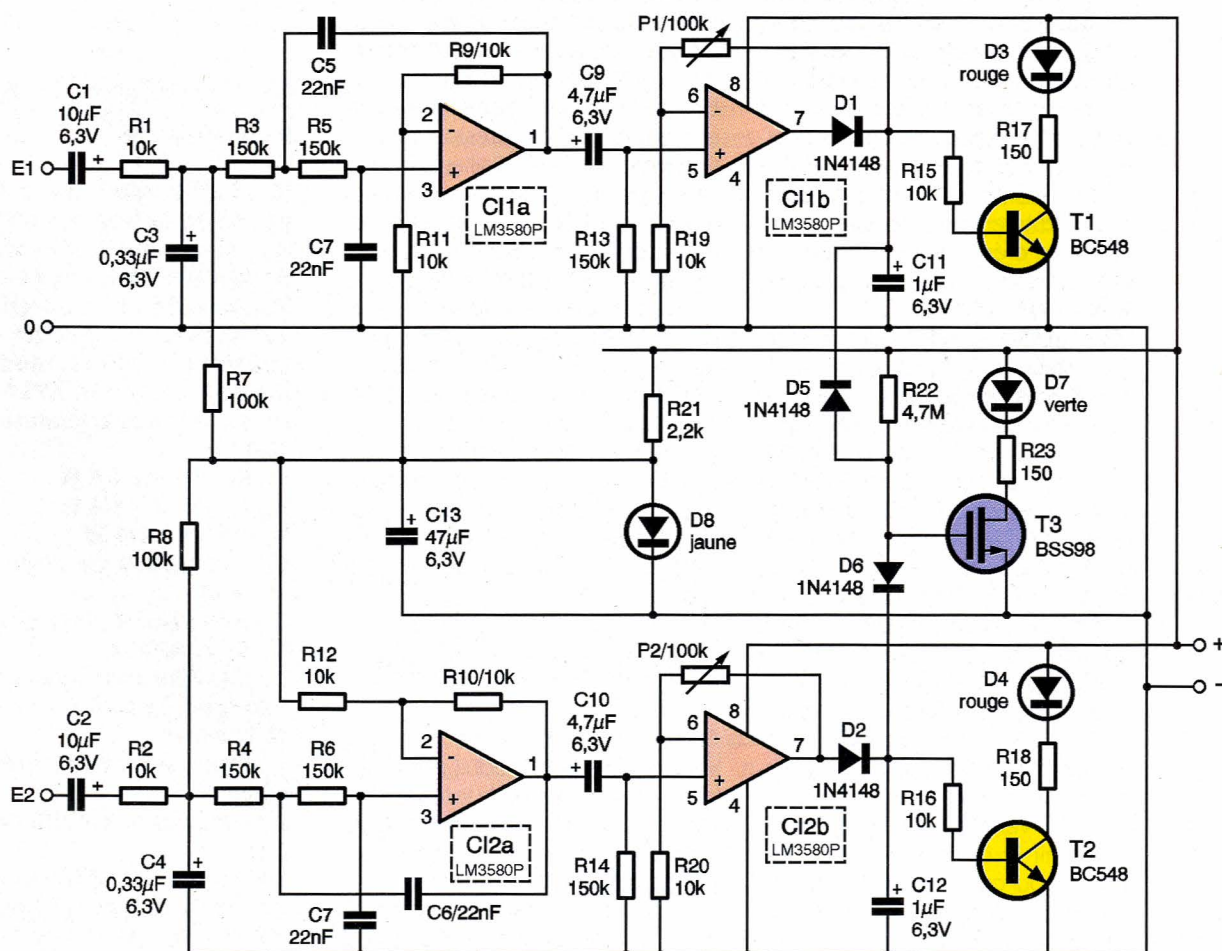 P1/100k
D3
rouge
R9/10k
C5
22nF
C9
4,7µF
6,3V
C1
10µF
6,3V
R1
10k
R3
150k
R5
150k
2
-
1
+
3
6
-
8
7
+
5
4
D1
1N4148
R17
150
E1
CI1a
LM3580P
CI1b
LM3580P
R15
10k
T1
BC548
C3
0,33µF
6,3V
+
C7
22nF
R11
10k
R13
150k
R19
10k
C11
1µF
6,3V
+
0
R7
100k
R21
2,2k
D5
1N4148
R22
4,7M
D7
verte
R23
150
R8
100k
C13
47µF
6,3V
+
D8
jaune
T3
BSS98
D6
1N4148
R12
10k
R10/10k
P2/100k
+
-
D4
rouge
C2
10µF
6,3V
+
R2
10k
R4
150k
R6
150k
2
-
1
+
3
C10
4,7µF
6,3V
+
6
-
8
7
+
5
4
D2
1N4148
R18
150
E2
CI2a
LM3580P
CI2b
LM3580P
R16
10k
T2
BC548
C4
0,33µF
6,3V
+
C7
22nF
C6/22nF
R14
150k
R20
10k
C12
1µF
6,3V
+